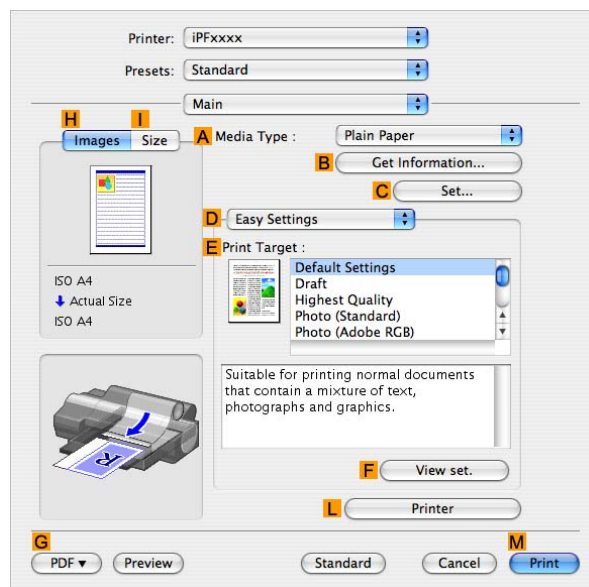 Printer: iPFxxxx
Presets: Standard
Main
H I
Images Size
A Media Type : Plain Paper
B Get Information...
C Set...
D Easy Settings
E Print Target :
Default Settings
Draft
Highest Quality
Photo (Standard)
Photo (Adobe RGB)
ISO A4
Actual Size
ISO A4
Suitable for printing normal documents
that contain a mixture of text,
photographs and graphics.
R
F View set.
L Printer
G M
PDF Preview Standard Cancel Print